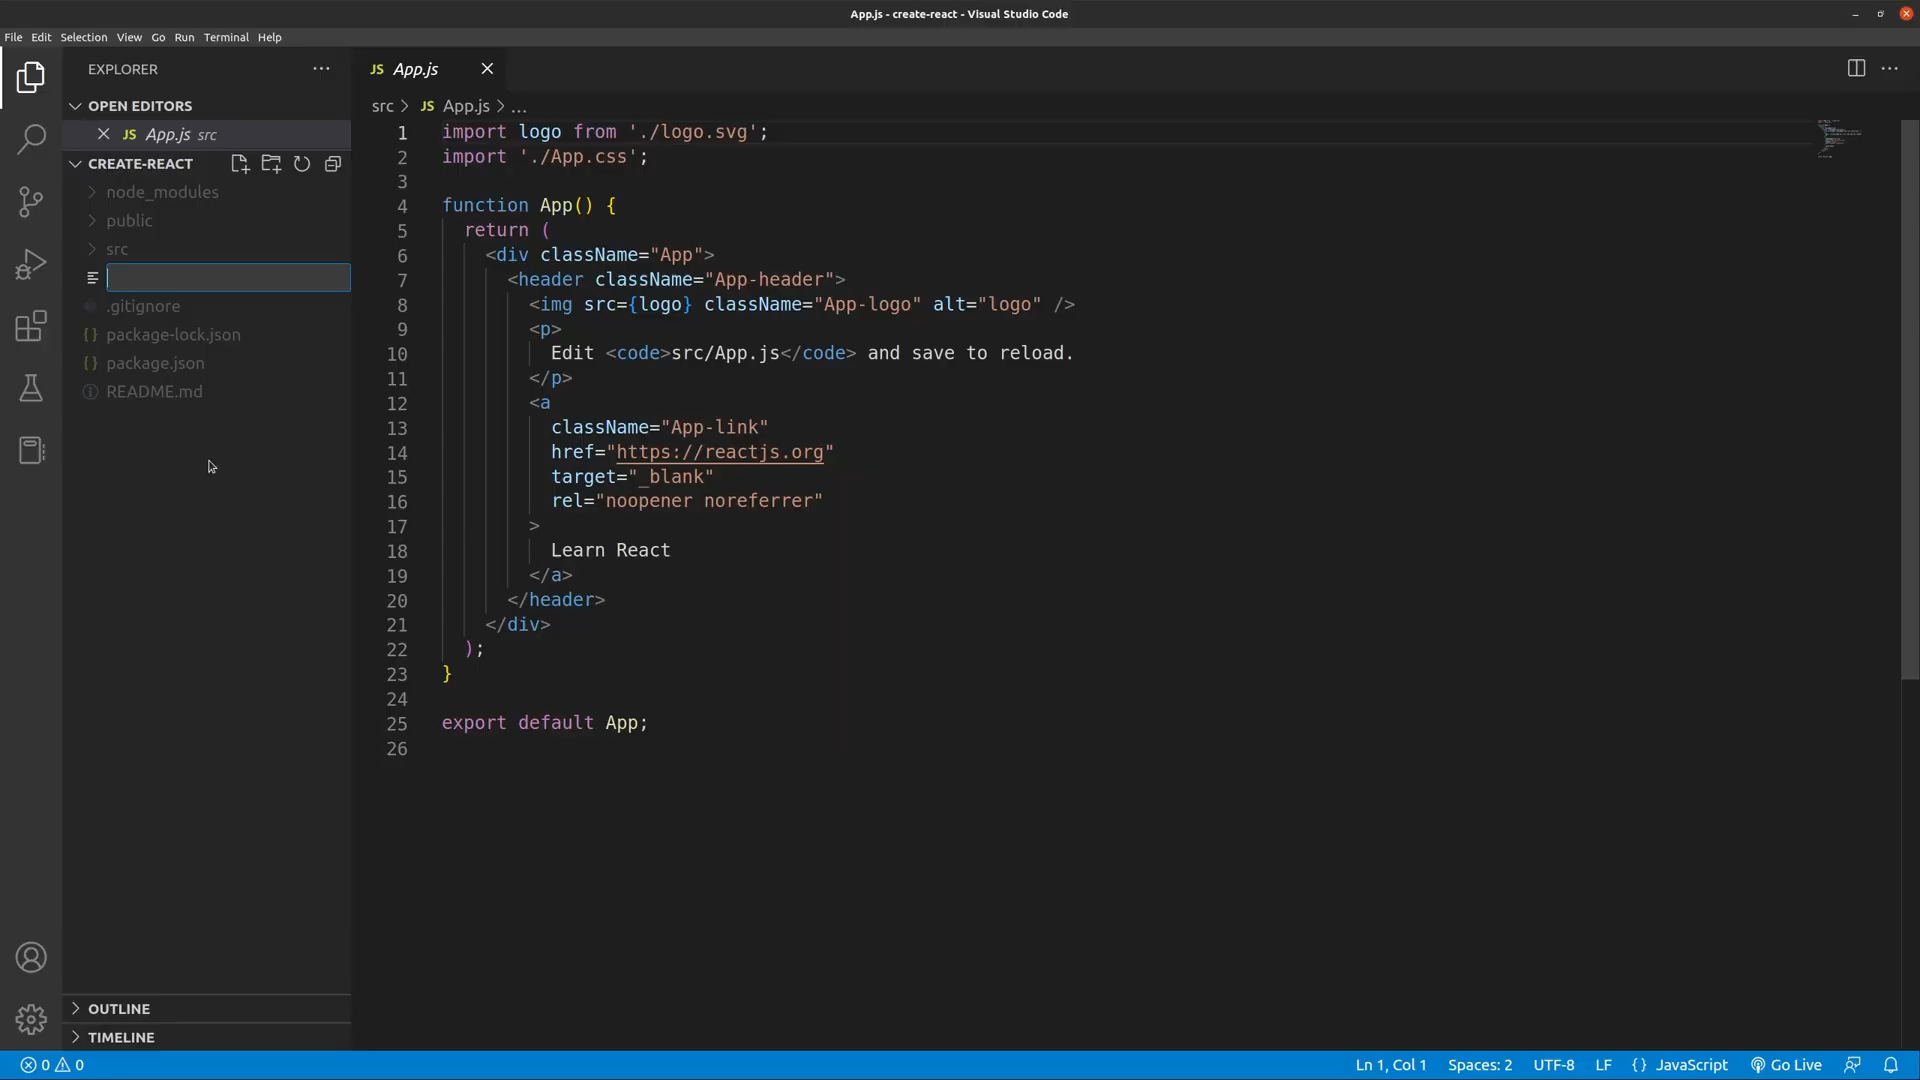 App.js - create-react - Visual Studio Code
File Edit Selection View Go Run Terminal Help
EXPLORER
OPEN EDITORS
JS App.js src
CREATE-REACT
node_modules
public
src
.gitignore
package-lock.json
package.json
README.md
OUTLINE
TIMELINE
JS App.js
src > JS App.js > ...
1 import logo from './logo.svg';
2 import './App.css';
3
4 function App() {
5 return (
6 <div className="App">
7 <header className="App-header">
8 <img src={logo} className="App-logo" alt="logo" />
9 <p>
10 Edit <code>src/App.js</code> and save to reload.
11 </p>
12 <a
13 className="App-link"
14 href="https://reactjs.org"
15 target="_blank"
16 rel="noopener noreferrer"
17 >
18 Learn React
19 </a>
20 </header>
21 </div>
22 );
23 }
24
25 export default App;
26
0 0 Ln 1, Col 1 Spaces: 2 UTF-8 LF {} JavaScript Go Live